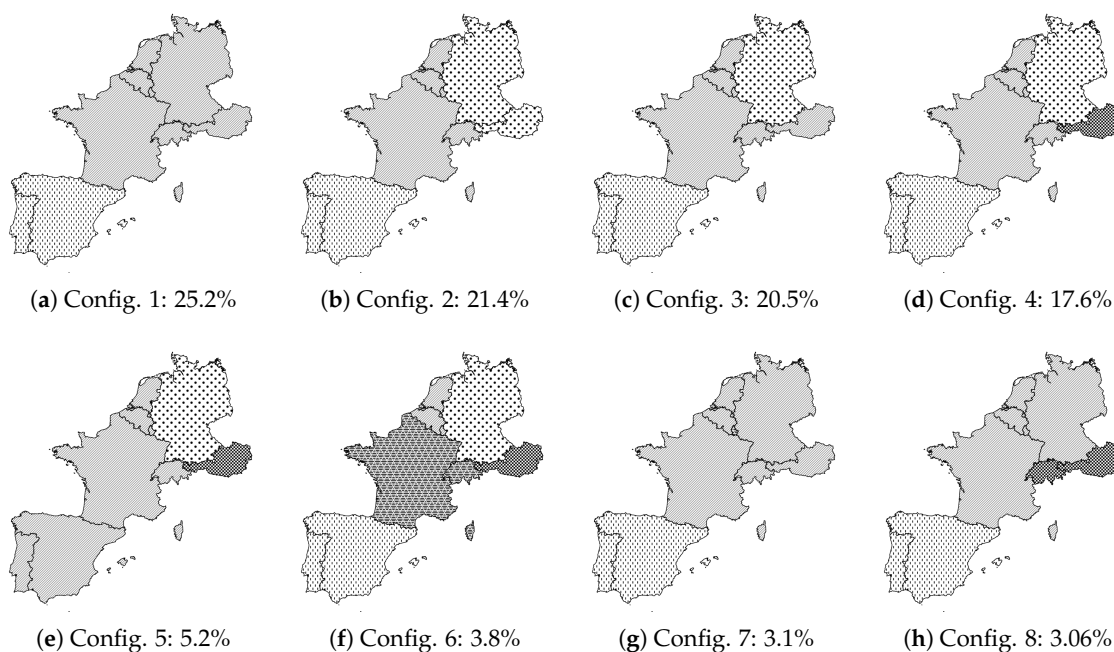 (a) Config. 1: 25.2%
(b) Config. 2: 21.4%
(c) Config. 3: 20.5%
(d) Config. 4: 17.6%
(e) Config. 5: 5.2%
(f) Config. 6: 3.8%
(g) Config. 7: 3.1%
(h) Config. 8: 3.06%